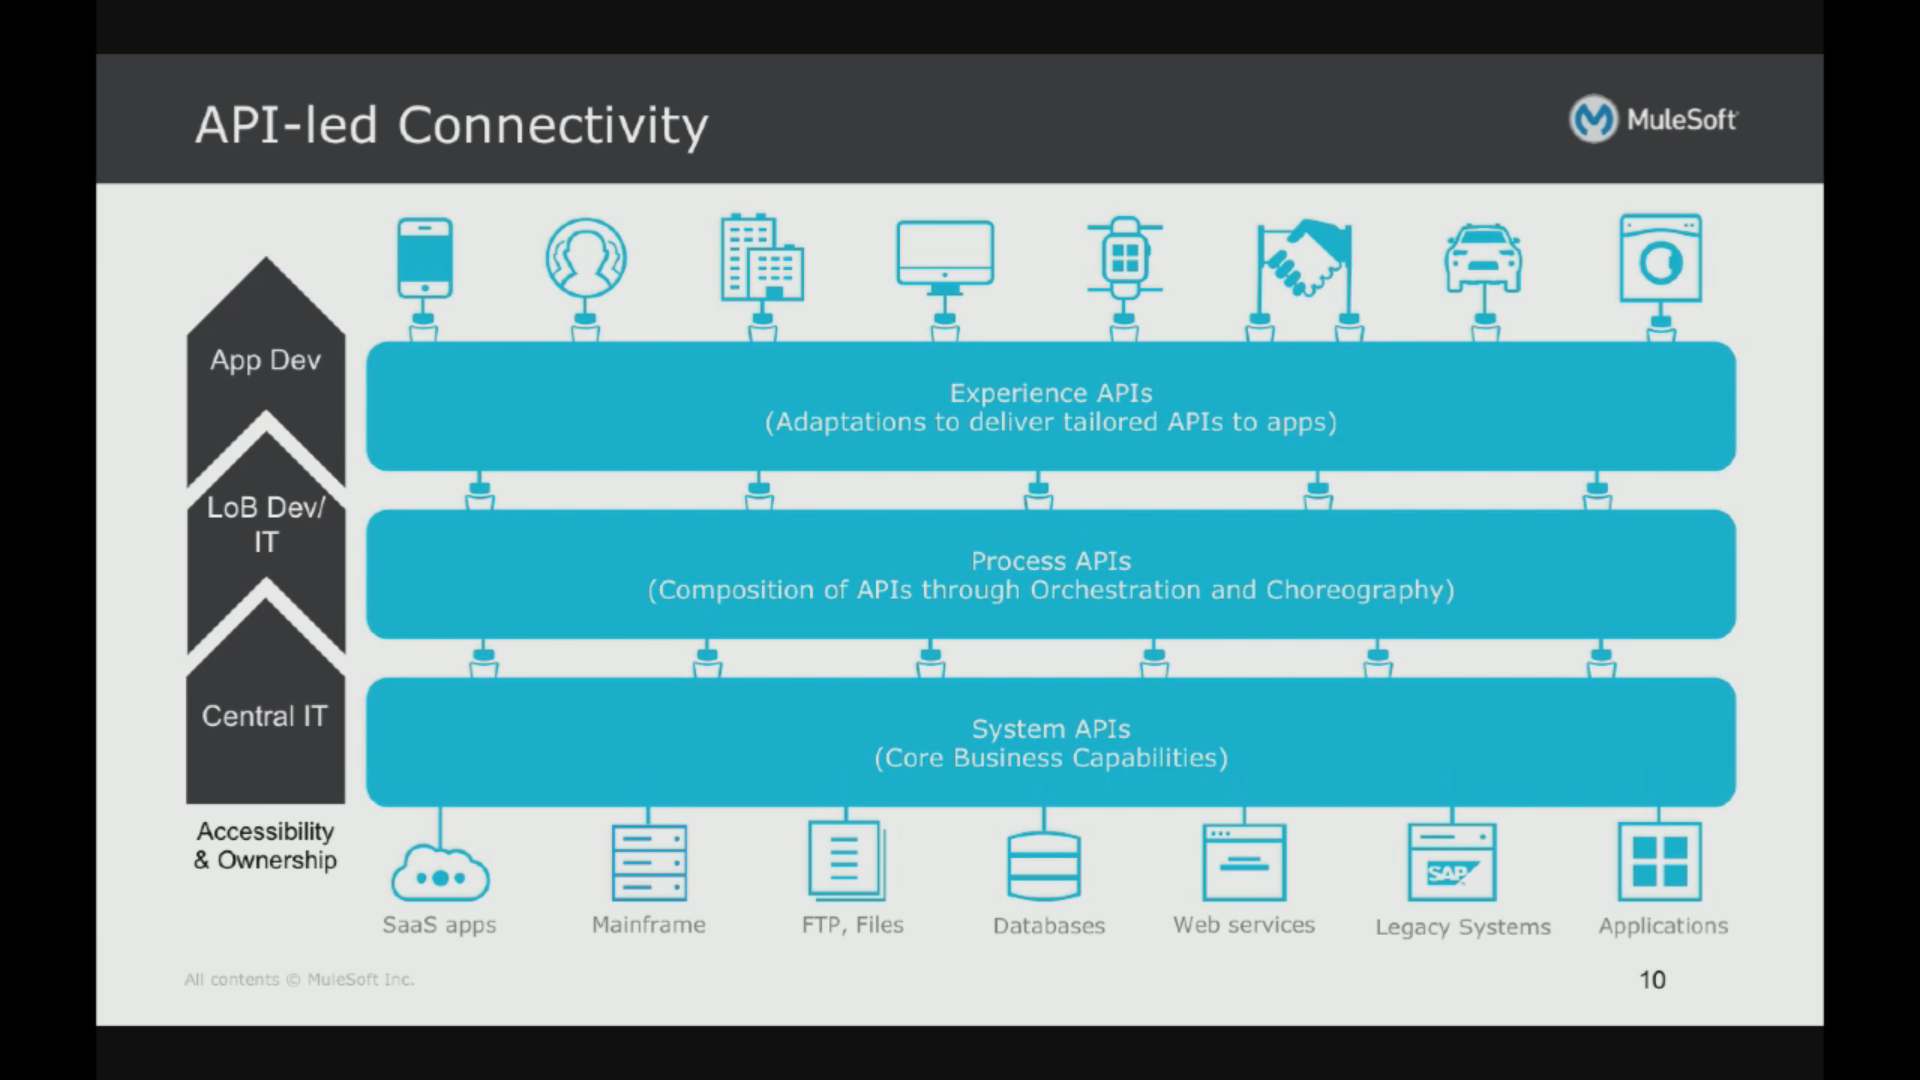 API-led Connectivity
MuleSoft
App Dev
LoB Dev/
IT
Central IT
Accessibility
& Ownership
Experience APIs
(Adaptations to deliver tailored APIs to apps)
Process APIs
(Composition of APIs through Orchestration and Choreography)
System APIs
(Core Business Capabilities)
SAP
SaaS apps
Mainframe
FTP, Files
Databases
Web services
Legacy Systems
Applications
All contents © MuleSoft Inc.
10